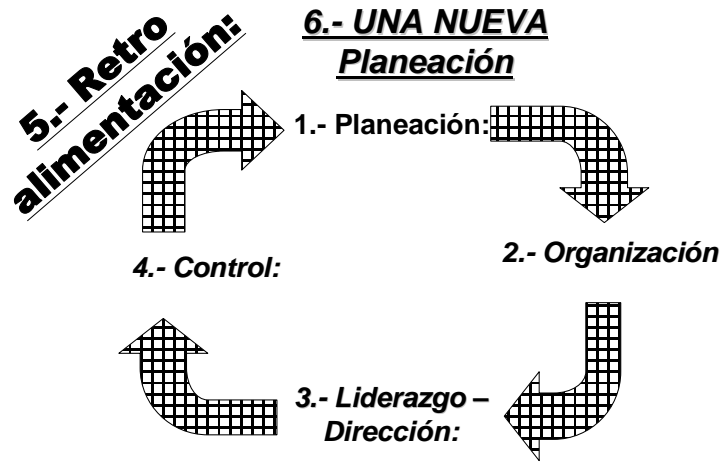 5.- Retro
alimentación:
6.- UNA NUEVA
Planeación
1.- Planeación:
2.- Organización
3.- Liderazgo –
Dirección:
4.- Control: